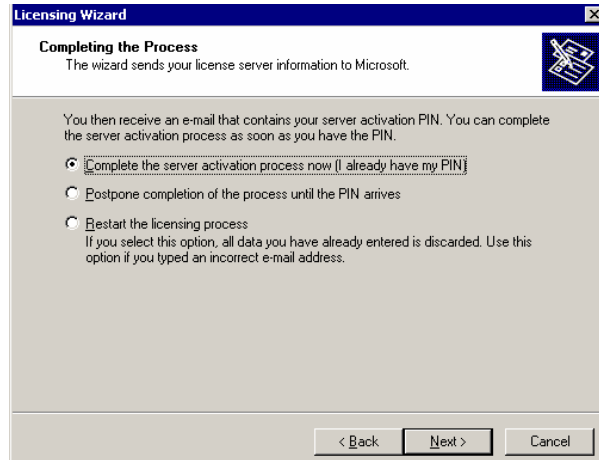 Licensing Wizard
Completing the Process
The wizard sends your license server information to Microsoft.
You then receive an e-mail that contains your server activation PIN. You can complete
the server activation process as soon as you have the PIN.
Complete the server activation process now (I already have my PIN)
Postpone completion of the process until the PIN arrives
Restart the licensing process
If you select this option, all data you have already entered is discarded. Use this
option if you typed an incorrect e-mail address.
< Back Next > Cancel